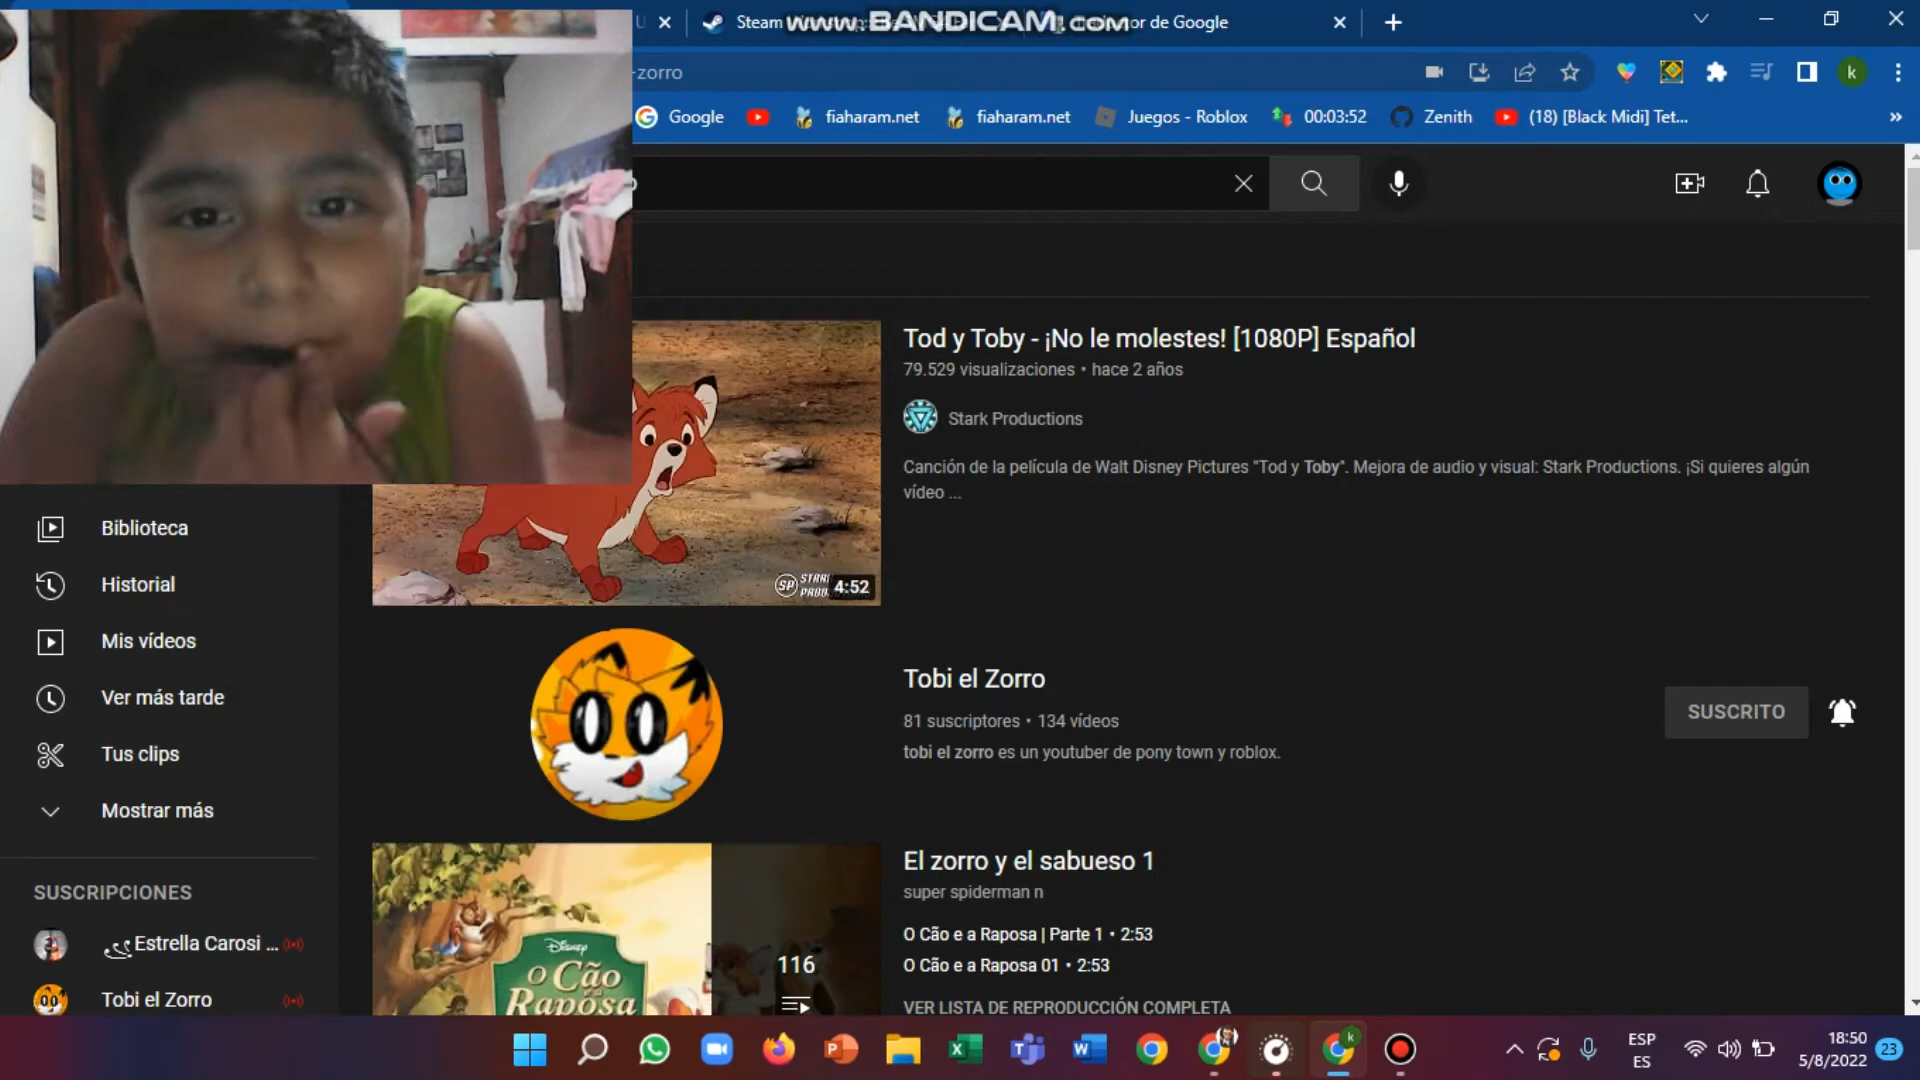 Steam
www.BANDICAM.com
or de Google
-zorro
Google
fiaharam.net
fiaharam.net
Juegos - Roblox
00:03:52
Zenith
(18) [Black Midi] Tet...
k
Tod y Toby - ¡No le molestes! [1080P] Español
79.529 visualizaciones • hace 2 años
Stark Productions
Canción de la película de Walt Disney Pictures "Tod y Toby". Mejora de audio y visual: Stark Productions. ¡Si quieres algún
vídeo ...
SP
4:52
Biblioteca
Historial
Mis vídeos
Ver más tarde
Tus clips
Mostrar más
SUSCRIPCIONES
Estrella Carosi ...
Tobi el Zorro
Tobi el Zorro
81 suscriptores • 134 vídeos
tobi el zorro es un youtuber de pony town y roblox.
SUSCRITO
El zorro y el sabueso 1
super spiderman n
O Cão e a Raposa | Parte 1 • 2:53
O Cão e a Raposa 01 • 2:53
VER LISTA DE REPRODUCCIÓN COMPLETA
Disney
O Cão
Raposa
116
ESP
ES
18:50
5/8/2022
23